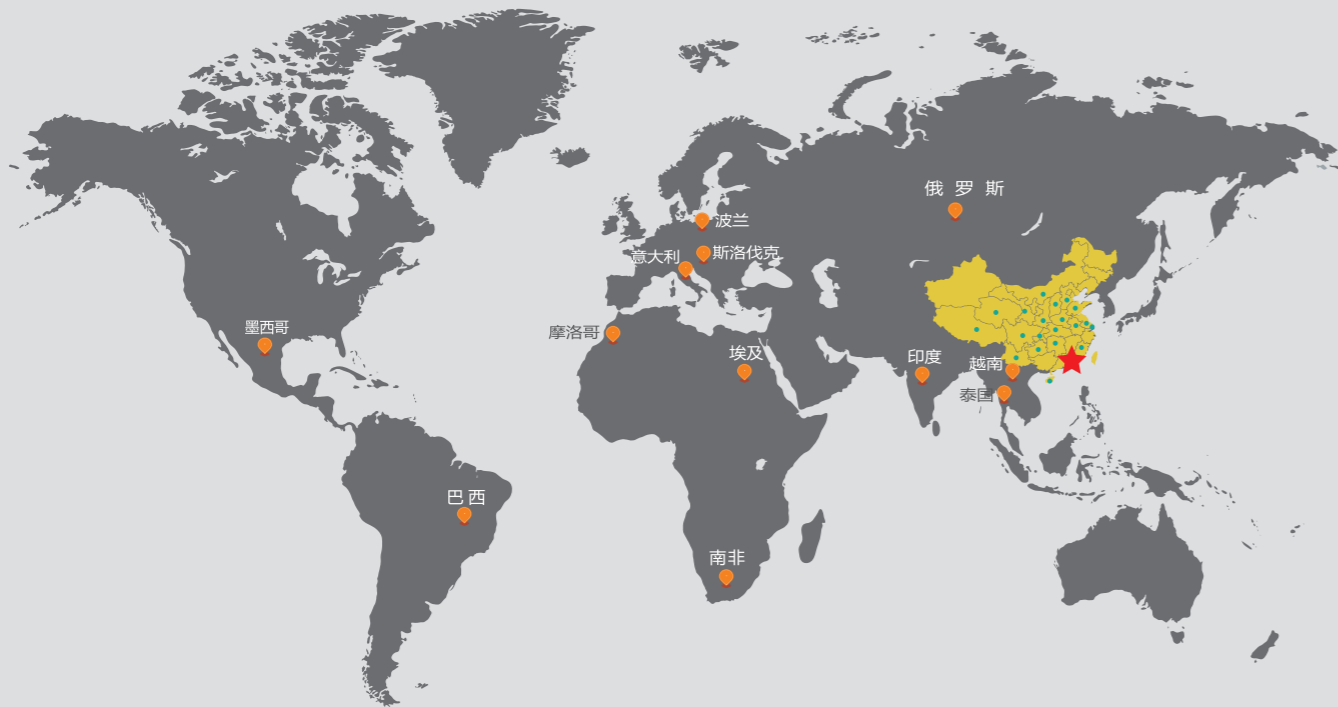 俄 罗 斯
波兰
斯洛伐克
意大利
墨西哥
摩洛哥
埃及
印度
越南
泰国
巴 西
南非